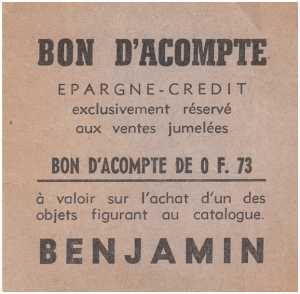 BON D'ACOMPTE
EPARGNE-CREDIT
exclusivement réservé
aux ventes jumelées
BON D'ACOMPTE DE 0 F. 73
à valoir sur l'achat d'un des
objets figurant au catalogue.
BENJAMIN